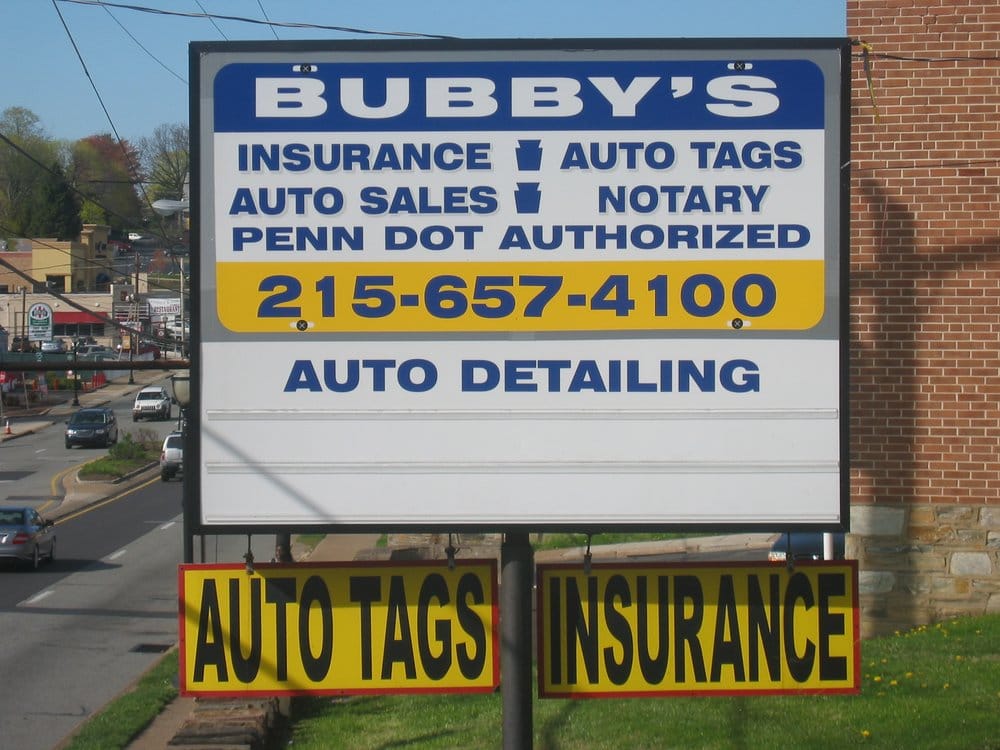 BUBBY'S
INSURANCE AUTO TAGS
AUTO SALES NOTARY
PENN DOT AUTHORIZED
215-657-4100
AUTO DETAILING
AUTO TAGS INSURANCE